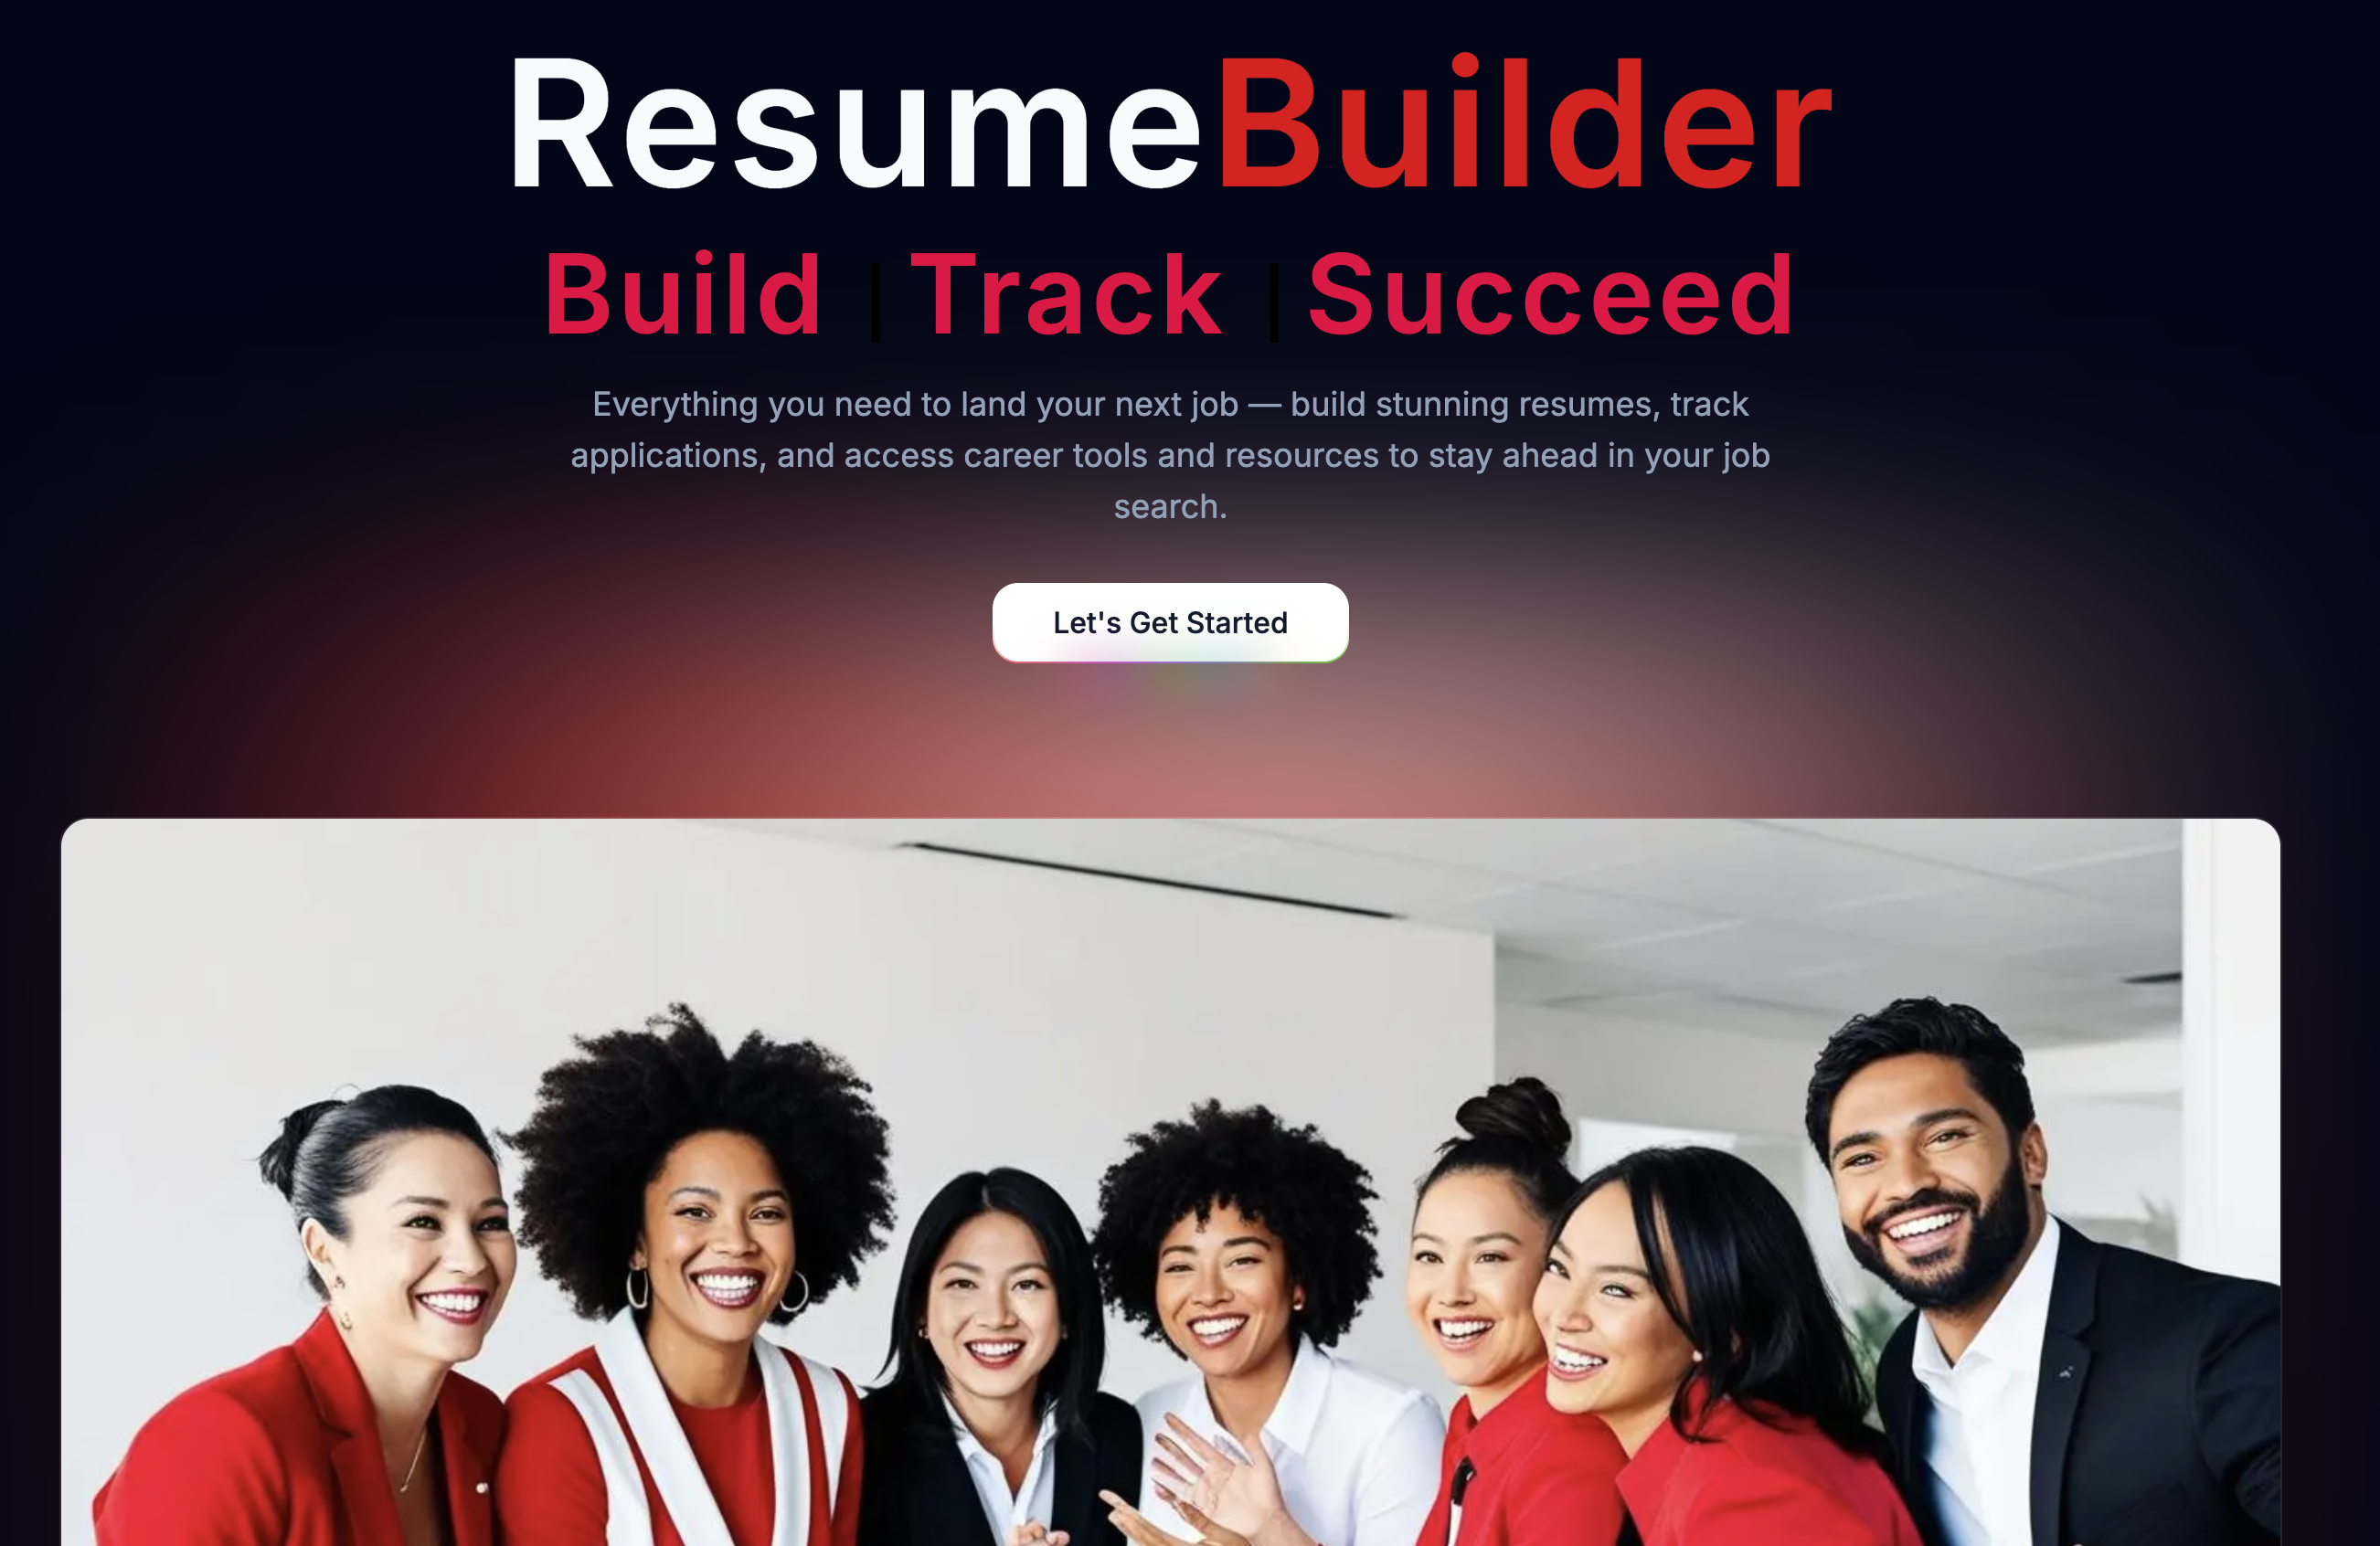 ResumeBuilder
Build | Track | Succeed
Everything you need to land your next job — build stunning resumes, track
applications, and access career tools and resources to stay ahead in your job
search.
Let's Get Started